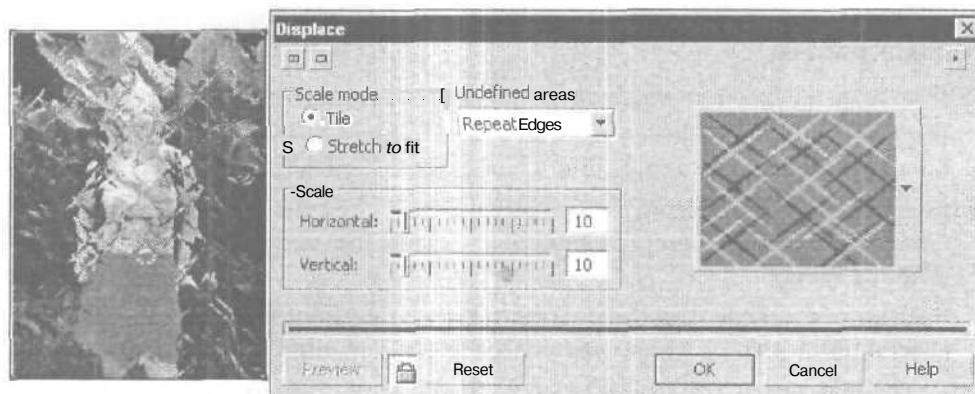 Displace
Scale mode . . . . [ Undefined areas
Tile
Repeat Edges
S Stretch to fit
-Scale
Horizontal: 10
Vertical: 10
Preview Reset OK Cancel Help